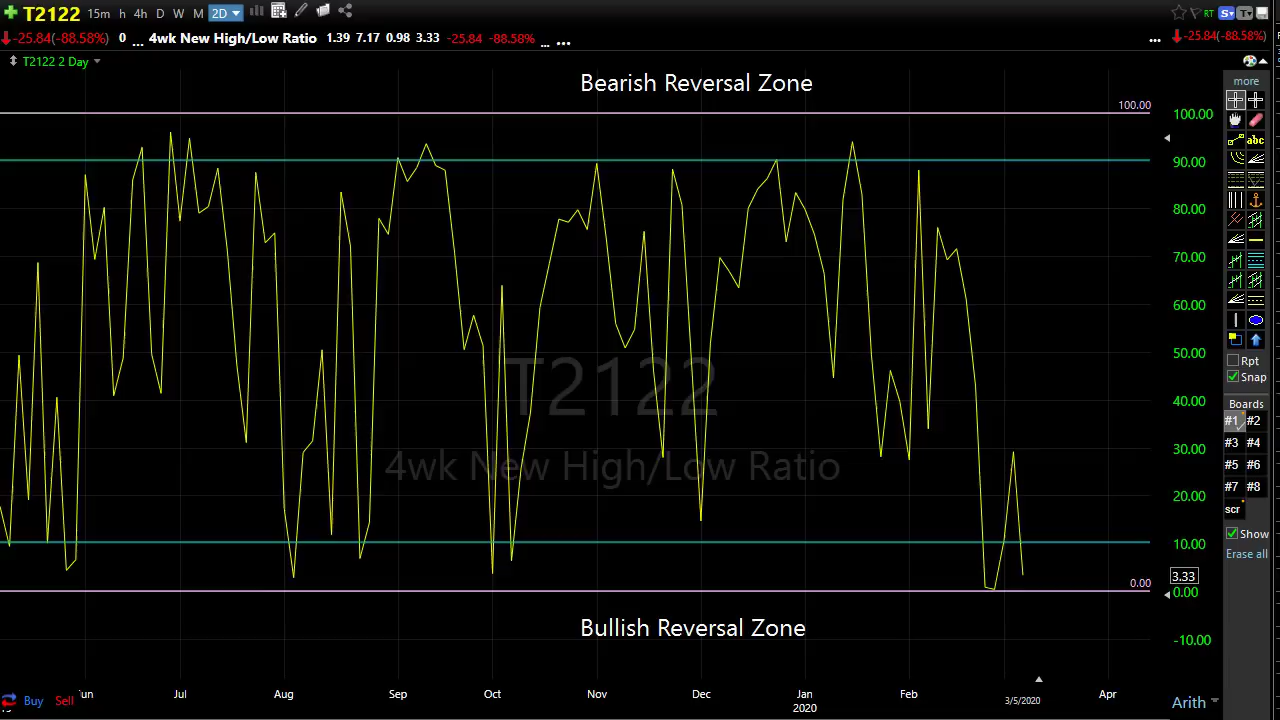 T2122 15m h 4h D W M 2D RT S T
-25.84(-88.58%) 0 ... 4wk New High/Low Ratio 1.39 7.17 0.98 3.33 -25.84 -88.58% ... -25.84(-88.58%)
T2122 2 Day
Bearish Reversal Zone
100.00
100.00
90.00
80.00
70.00
60.00
50.00
40.00
30.00
20.00
10.00
3.33
0.00
0.00
-10.00
T2122
4wk New High/Low Ratio
Bullish Reversal Zone
Jul Aug Sep Oct Nov Dec Jan Feb 3/5/2020 Apr
2020
Buy Sell
Arith
more
abc
Rpt
Snap
Boards
#1 #2
#3 #4
#5 #6
#7 #8
scr
Show
Erase all